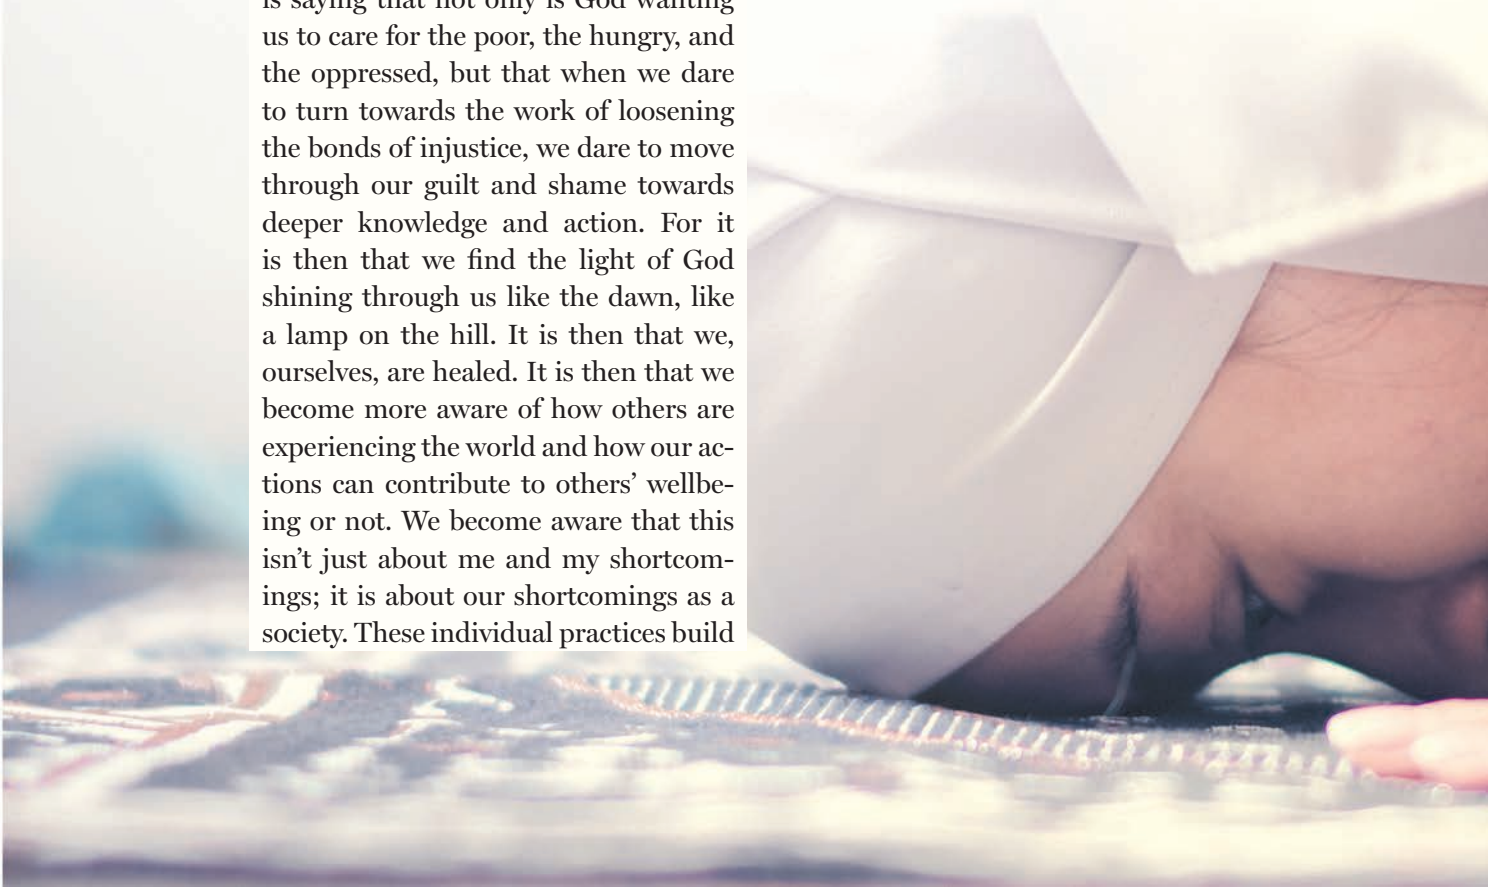 is saying that not only is God wanting
us to care for the poor, the hungry, and
the oppressed, but that when we dare
to turn towards the work of loosening
the bonds of injustice, we dare to move
through our guilt and shame towards
deeper knowledge and action. For it
is then that we find the light of God
shining through us like the dawn, like
a lamp on the hill. It is then that we,
ourselves, are healed. It is then that we
become more aware of how others are
experiencing the world and how our ac-
tions can contribute to others’ wellbe-
ing or not. We become aware that this
isn’t just about me and my shortcom-
ings; it is about our shortcomings as a
society. These individual practices build